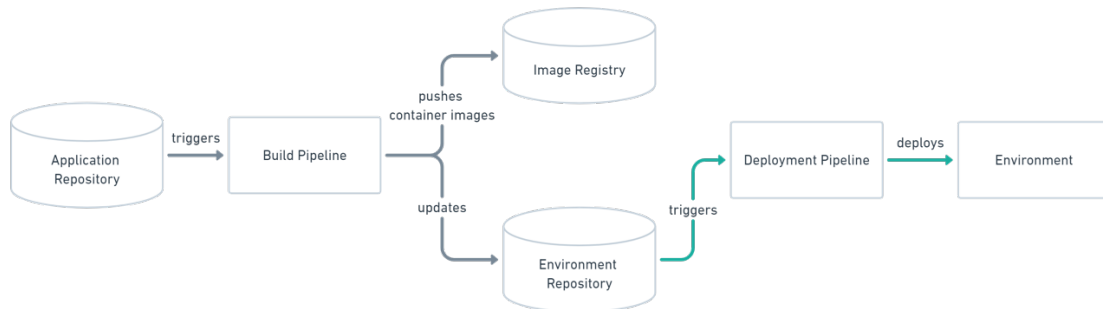 Image Registry
pushes
container images
triggers
Application
Repository
Build Pipeline
updates
Environment
Repository
triggers
Deployment Pipeline
deploys
Environment